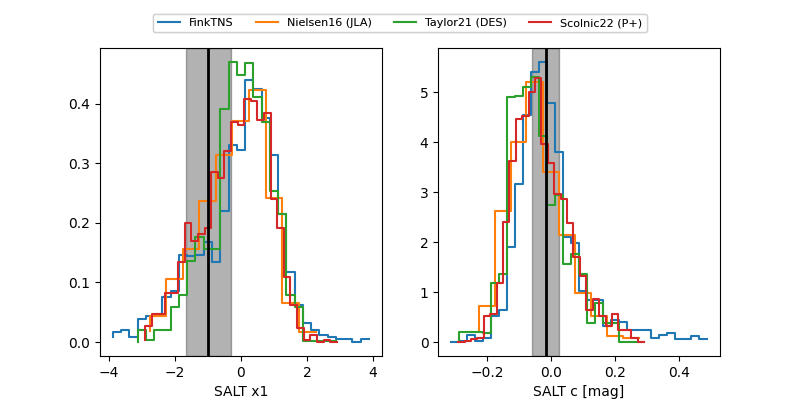 FinkTNS Nielsen16 (JLA) Taylor21 (DES) Scolnic22 (P+)
0.4
0.3
0.2
0.1
0.0
−4 −2 0 2 4
SALT x1
5
4
3
2
1
0
−0.2 0.0 0.2 0.4
SALT c [mag]